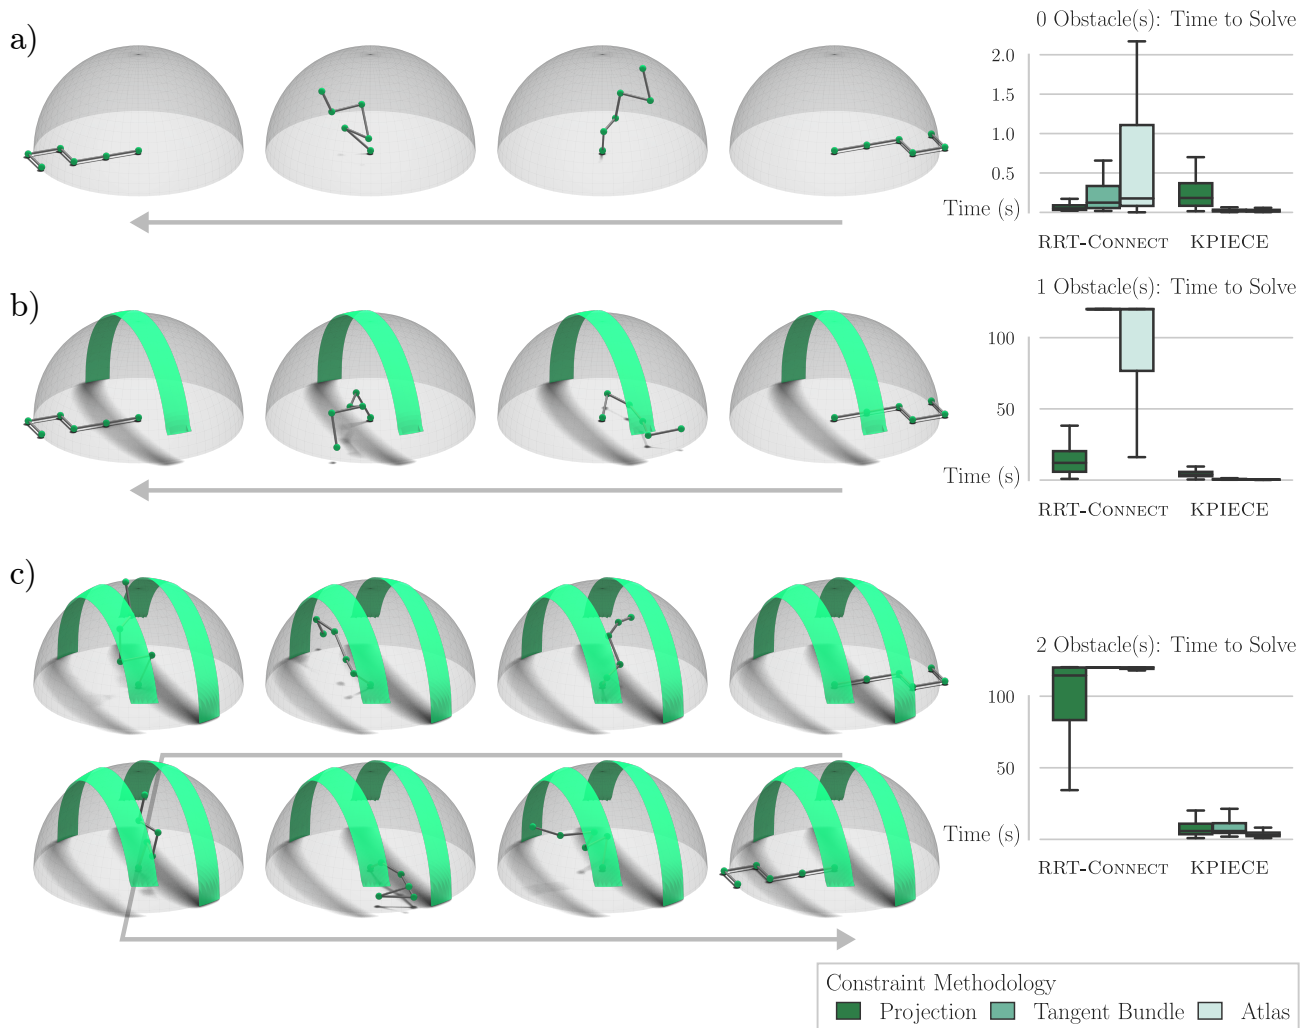 a)
0 Obstacle(s): Time to Solve
2.0
1.5
1.0
0.5
Time (s)
RRT-CONNECT KPIECE
b)
1 Obstacle(s): Time to Solve
100
50
Time (s)
RRT-CONNECT KPIECE
c)
2 Obstacle(s): Time to Solve
100
50
Time (s)
RRT-CONNECT KPIECE
Constraint Methodology
Projection Tangent Bundle Atlas